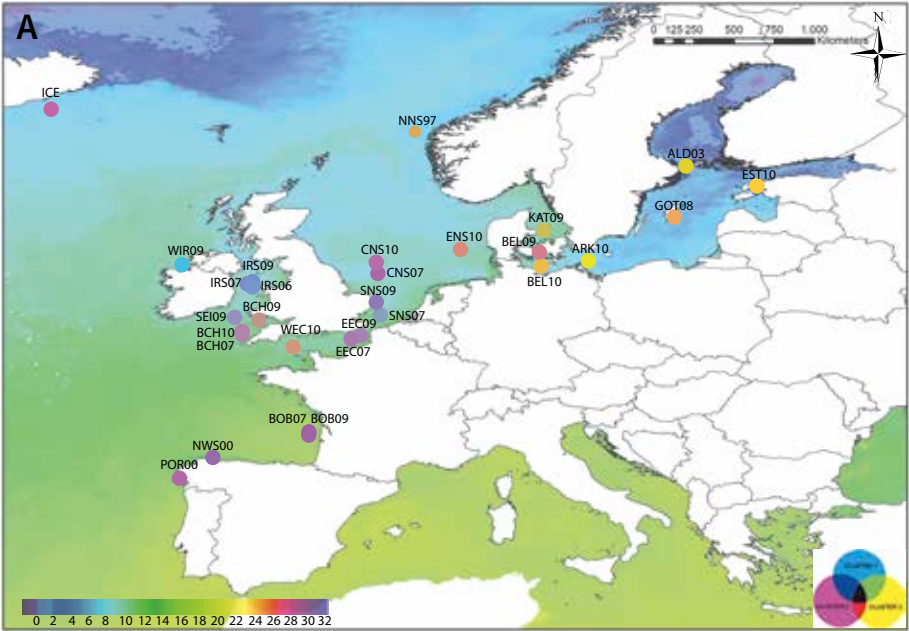 A
N
0 125 250 500 750 1.000
Kilometers
ICE
NNS97
ALD03
EST10
GOT08
KAT09
BEL09
ENS10
ARK10
BEL10
WIR09
CNS10
IRS09
CNS07
IRS07
IRS06
SNS09
BCH09
SEI09
SNS07
EEC09
WEC10
BCH10
BCH07
EEC07
BOB07 BOB09
NWS00
POR00
CLUSTER 1
0 2 4 6 8 10 12 14 16 18 20 22 24 26 28 30 32